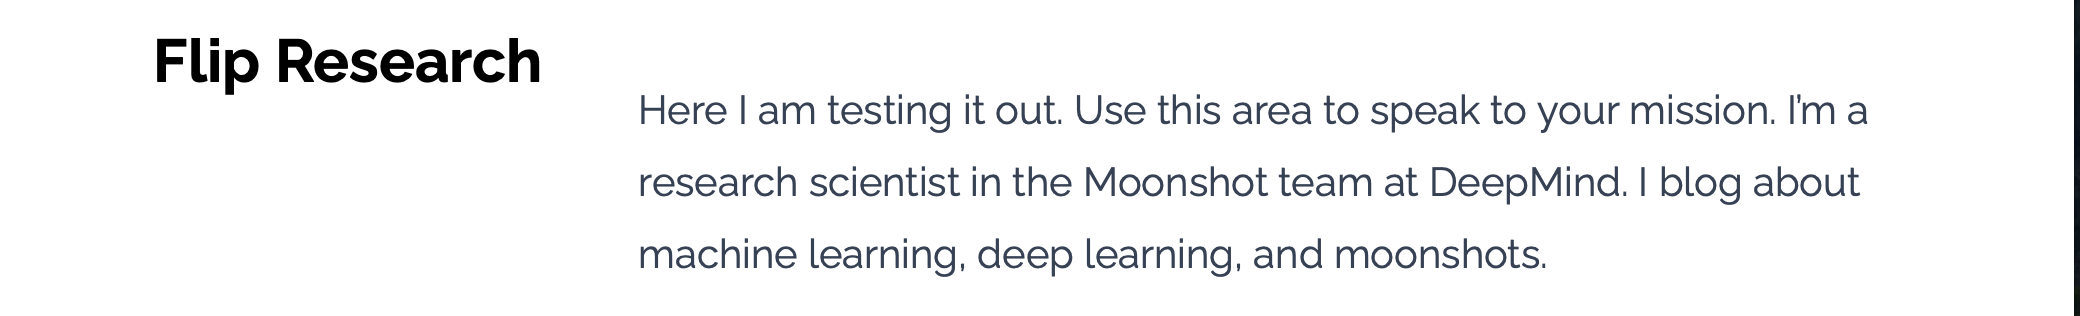 Flip Research
Here I am testing it out. Use this area to speak to your mission. I’m a
research scientist in the Moonshot team at DeepMind. I blog about
machine learning, deep learning, and moonshots.